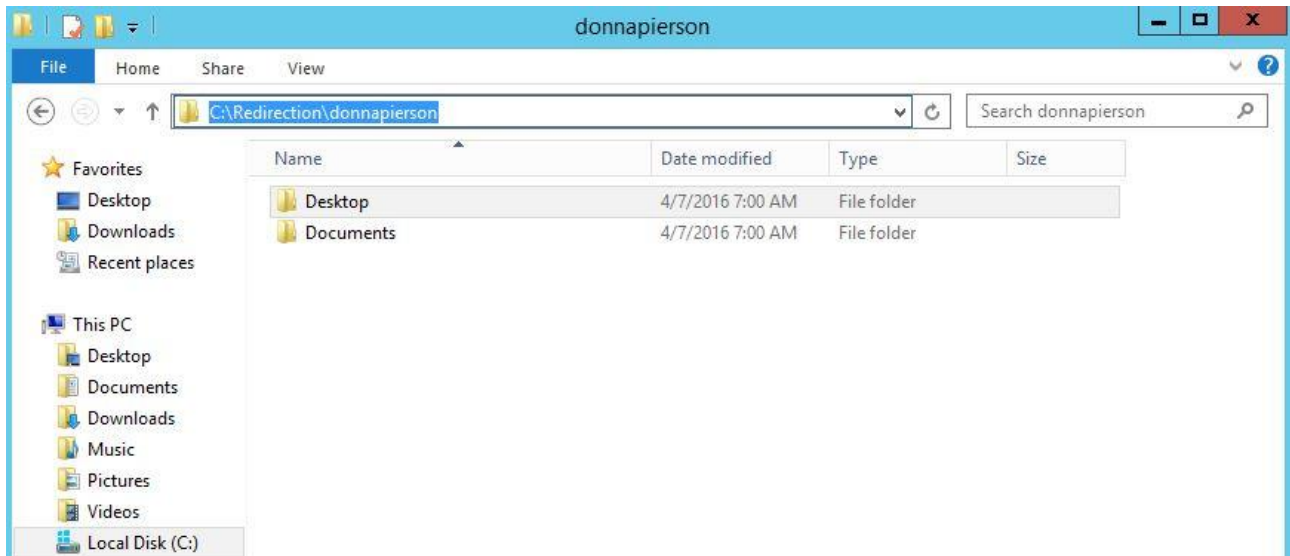 donnapierson
File Home Share View
C:\Redirection\donnapierson
Search donnapierson
Favorites
Desktop
Downloads
Recent places
This PC
Desktop
Documents
Downloads
Music
Pictures
Videos
Local Disk (C:)
Name Date modified Type Size
Desktop 4/7/2016 7:00 AM File folder
Documents 4/7/2016 7:00 AM File folder